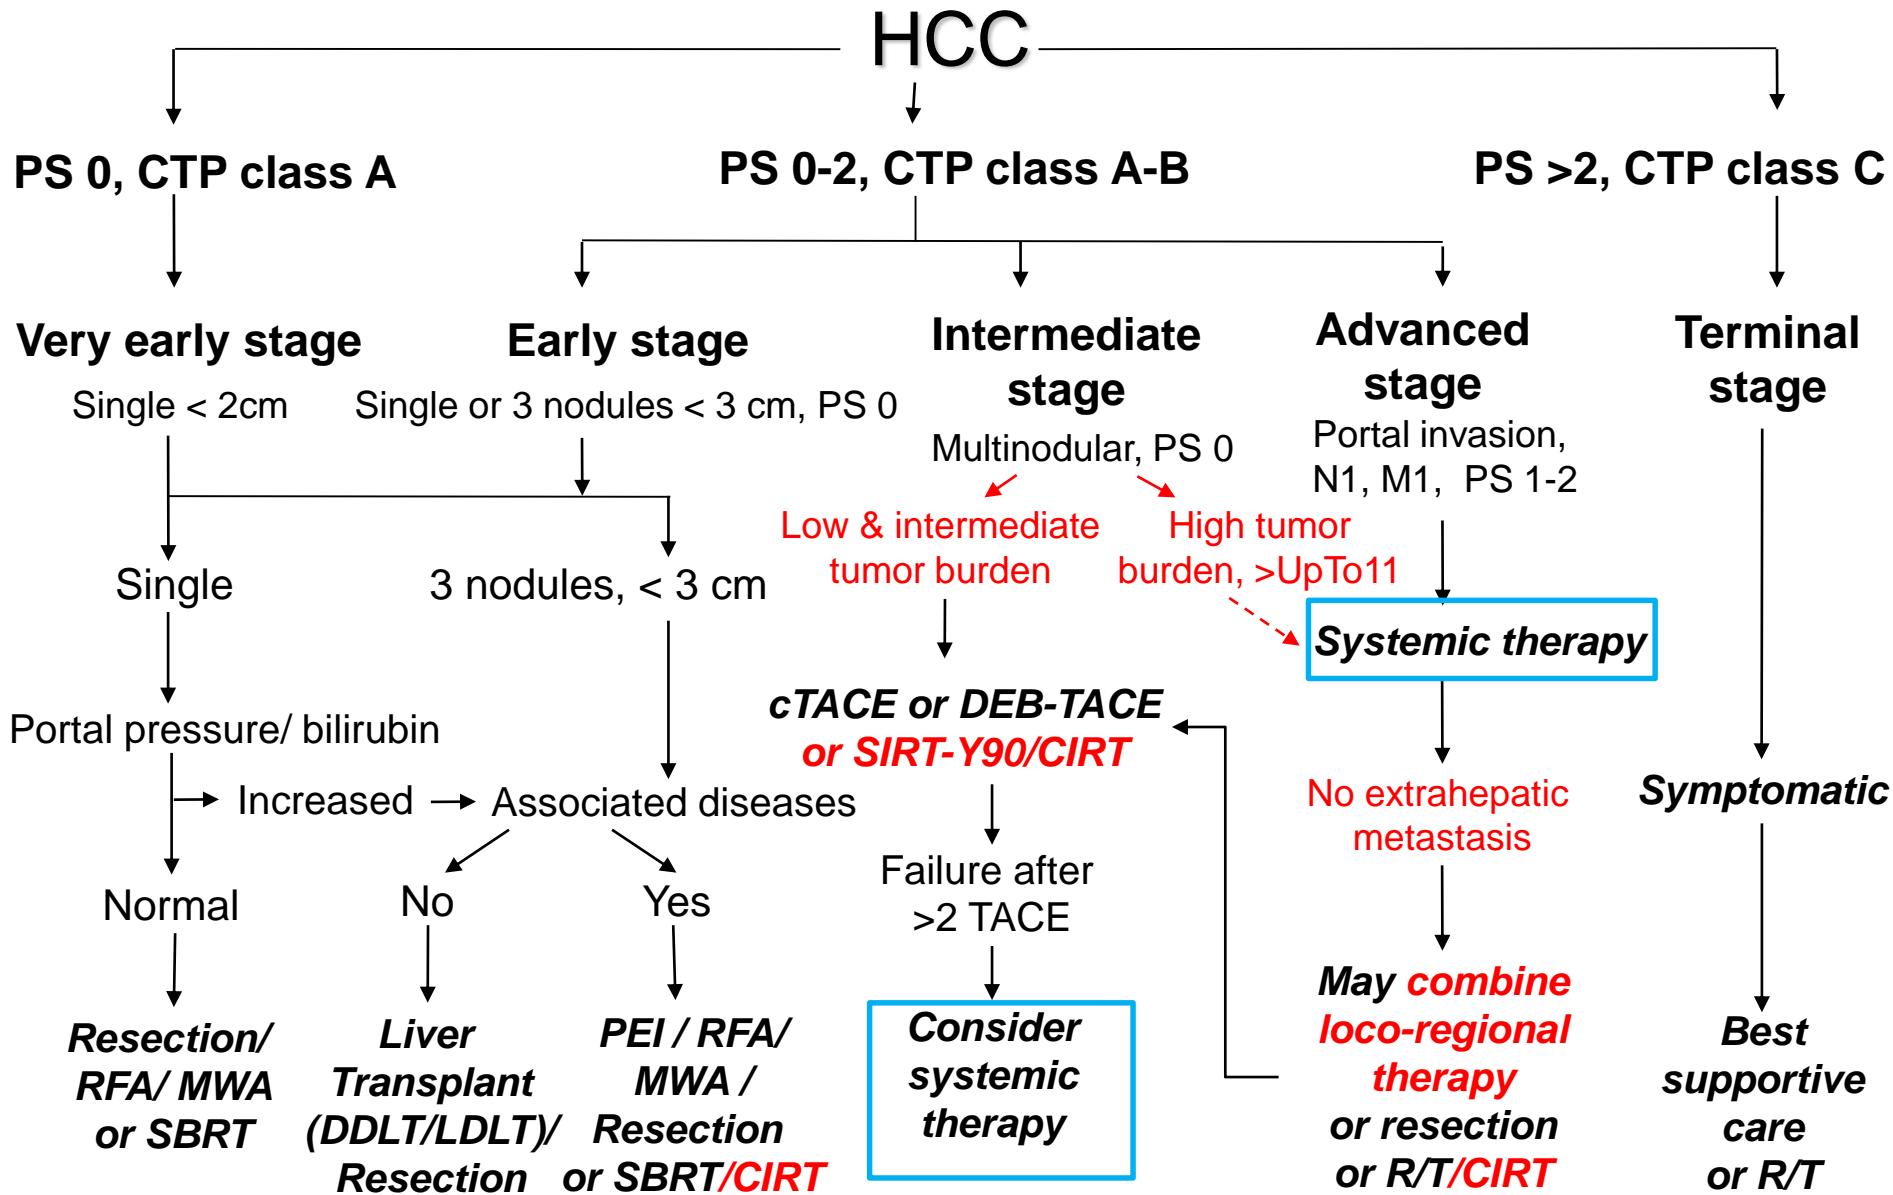 HCC
PS 0, CTP class A
PS 0-2, CTP class A-B
PS >2, CTP class C
Very early stage
Single < 2cm
Early stage
Single or 3 nodules < 3 cm, PS 0
Intermediate
stage
Multinodular, PS 0
Advanced
stage
Portal invasion,
N1, M1, PS 1-2
Terminal
stage
Low & intermediate
tumor burden
High tumor
burden, >UpTo11
Single
3 nodules, < 3 cm
Systemic therapy
Portal pressure/ bilirubin
cTACE or DEB-TACE
or SIRT-Y90/CIRT
Increased
Associated diseases
No extrahepatic
metastasis
Symptomatic
Normal
No
Yes
Failure after
>2 TACE
Resection/
RFA/ MWA
or SBRT
Liver
Transplant
(DDLT/LDLT)/
Resection
PEI / RFA/
MWA /
Resection
or SBRT/CIRT
Consider
systemic
therapy
May combine
loco-regional
therapy
or resection
or R/T/CIRT
Best
supportive
care
or R/T